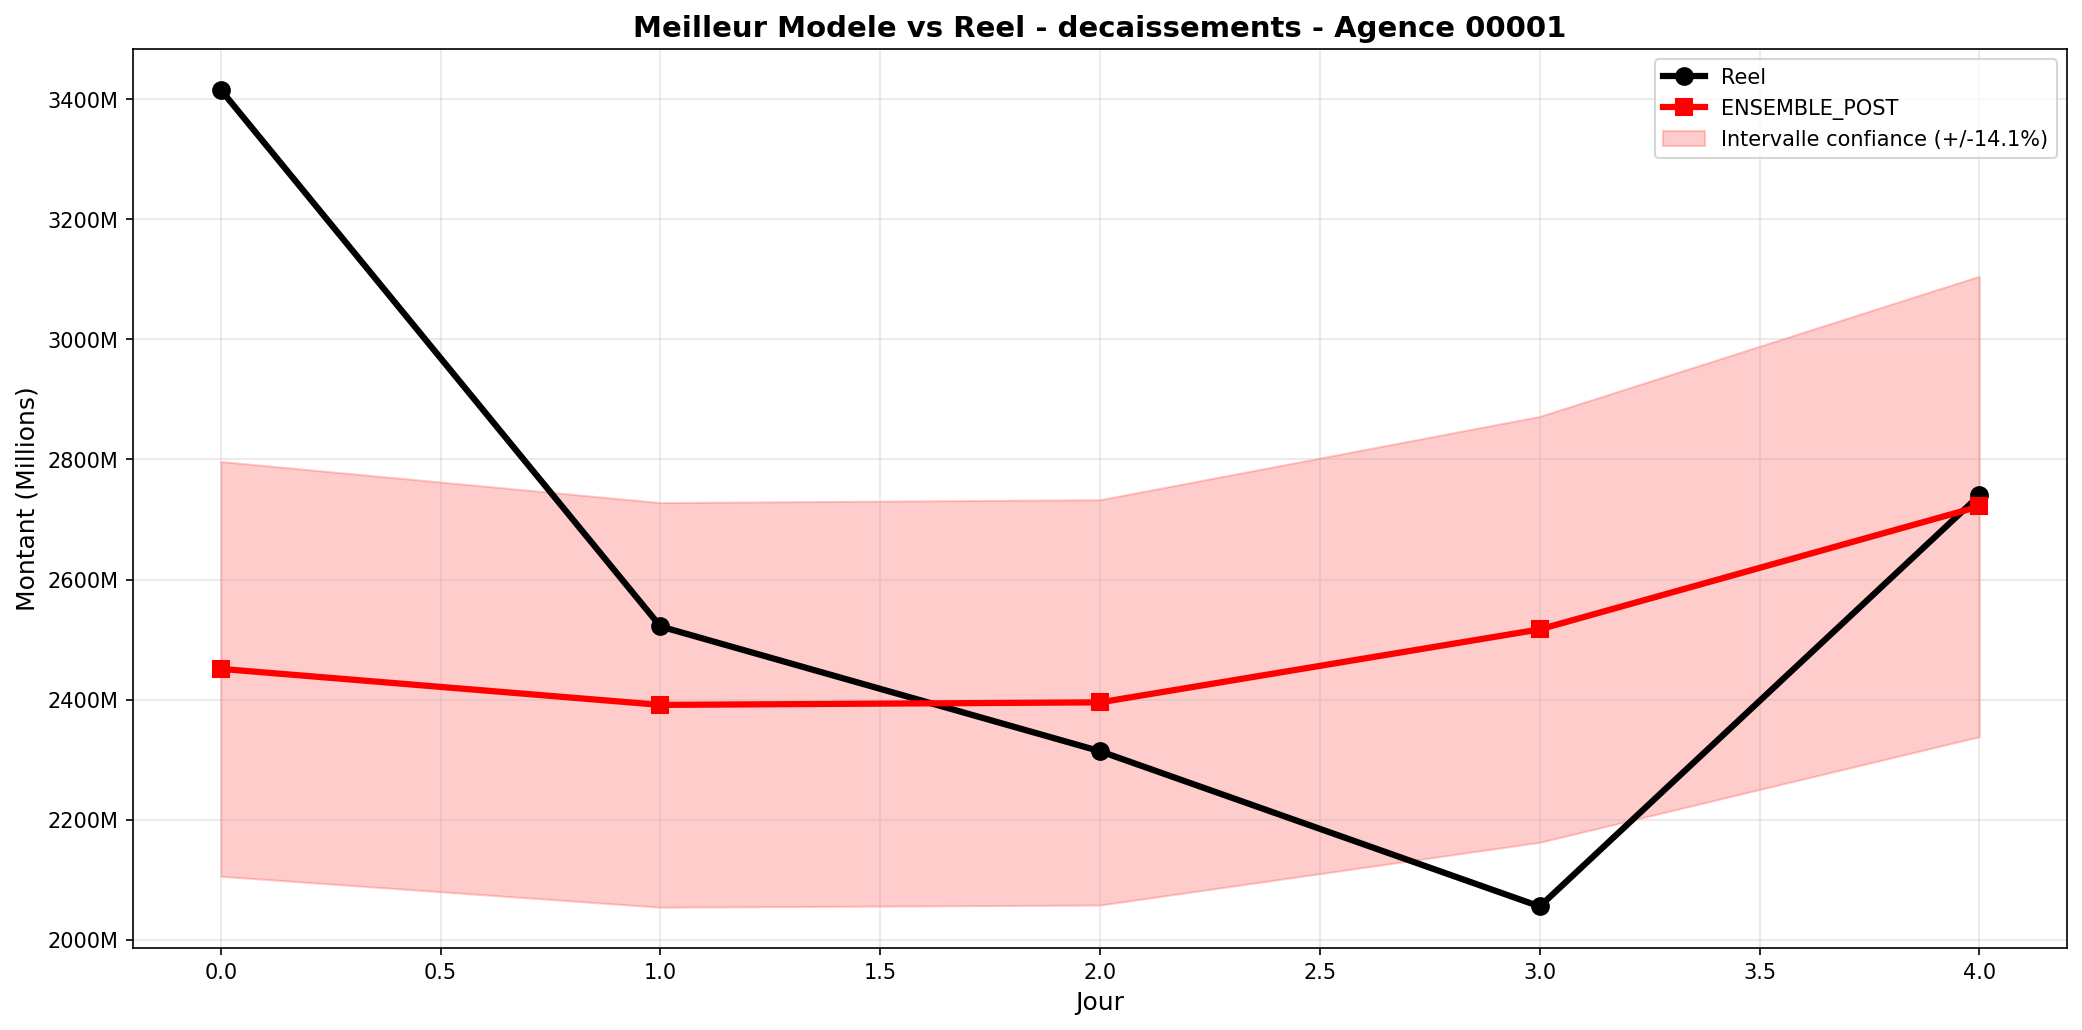 Meilleur Modele vs Reel - decaissements - Agence 00001
Reel
ENSEMBLE_POST
Intervalle confiance (+/-14.1%)
Montant (Millions)
3400M
3200M
3000M
2800M
2600M
2400M
2200M
2000M
0.0 0.5 1.0 1.5 2.0 2.5 3.0 3.5 4.0
Jour